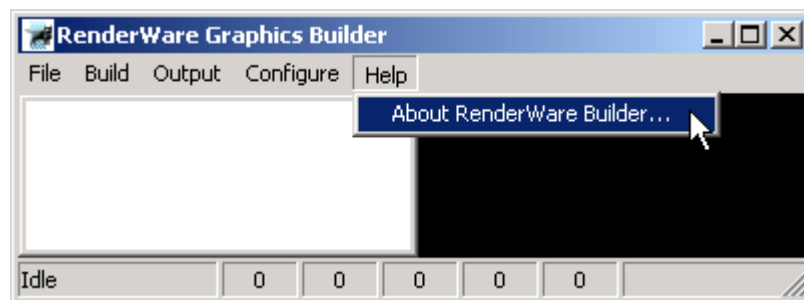 RenderWare Graphics Builder
File Build Output Configure Help
About RenderWare Builder...
Idle 0 0 0 0 0